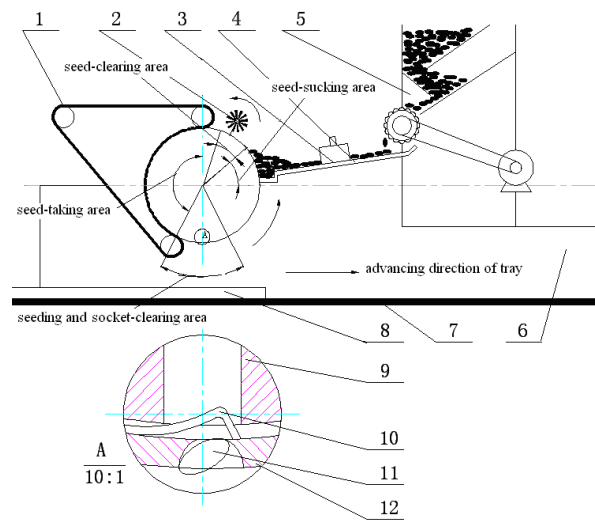 1 2 3 4 5
seed-clearing area
seed-sucking area
seed-taking area
A
advancing direction of tray
seeding and socket-clearing area
8 7 6
9
10
A
10:1
11
12